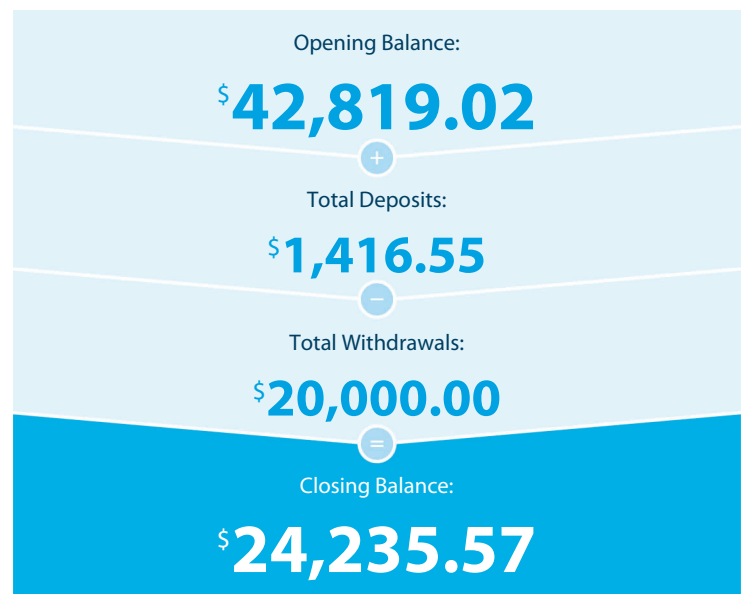 Opening Balance:
$42,819.02
+
Total Deposits:
$1,416.55
−
Total Withdrawals:
$20,000.00
=
Closing Balance:
$24,235.57